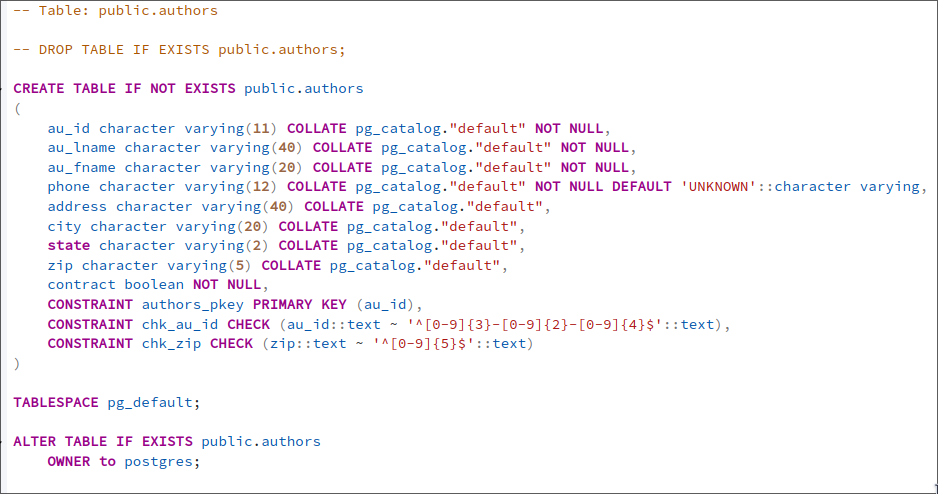 -- Table: public.authors
-- DROP TABLE IF EXISTS public.authors;
CREATE TABLE IF NOT EXISTS public.authors
(
    au_id character varying(11) COLLATE pg_catalog."default" NOT NULL,
    au_lname character varying(40) COLLATE pg_catalog."default" NOT NULL,
    au_fname character varying(20) COLLATE pg_catalog."default" NOT NULL,
    phone character varying(12) COLLATE pg_catalog."default" NOT NULL DEFAULT 'UNKNOWN'::character varying,
    address character varying(40) COLLATE pg_catalog."default",
    city character varying(20) COLLATE pg_catalog."default",
    state character varying(2) COLLATE pg_catalog."default",
    zip character varying(5) COLLATE pg_catalog."default",
    contract boolean NOT NULL,
    CONSTRAINT authors_pkey PRIMARY KEY (au_id),
    CONSTRAINT chk_au_id CHECK (au_id::text ~ '^[0-9]{3}-[0-9]{2}-[0-9]{4}$'::text),
    CONSTRAINT chk_zip CHECK (zip::text ~ '^[0-9]{5}$'::text)
)
TABLESPACE pg_default;
ALTER TABLE IF EXISTS public.authors
    OWNER to postgres;